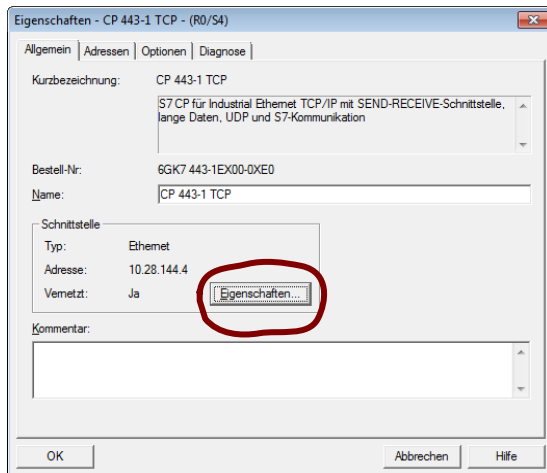 Eigenschaften - CP 443-1 TCP - (R0/S4)
Allgemein Adressen Optionen Diagnose
Kurzbezeichnung: CP 443-1 TCP
S7 CP für Industrial Ethernet TCP/IP mit SEND-RECEIVE-Schnittstelle,
lange Daten, UDP und S7-Kommunikation
Bestell-Nr: 6GK7 443-1EX00-0XE0
Name: CP 443-1 TCP
Schnittstelle
Typ: Ethernet
Adresse: 10.28.144.4
Vernetzt: Ja Eigenschaften...
Kommentar:
OK Abbrechen Hilfe